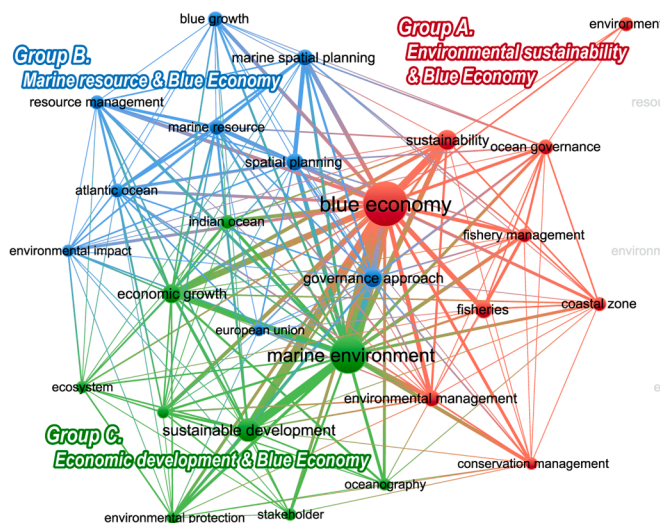 blue growth
environment
Group A.
Environmental sustainability
& Blue Economy
Group B.
Marine resource & Blue Economy
marine spatial planning
resource management
marine resource
sustainability
ocean governance
spatial planning
atlantic ocean
blue economy
indian ocean
fishery management
environmental impact
governance approach
economic growth
fisheries
coastal zone
european union
marine environment
ecosystem
environmental management
sustainable development
Group C.
Economic development & Blue Economy
conservation management
oceanography
environmental protection
stakeholder